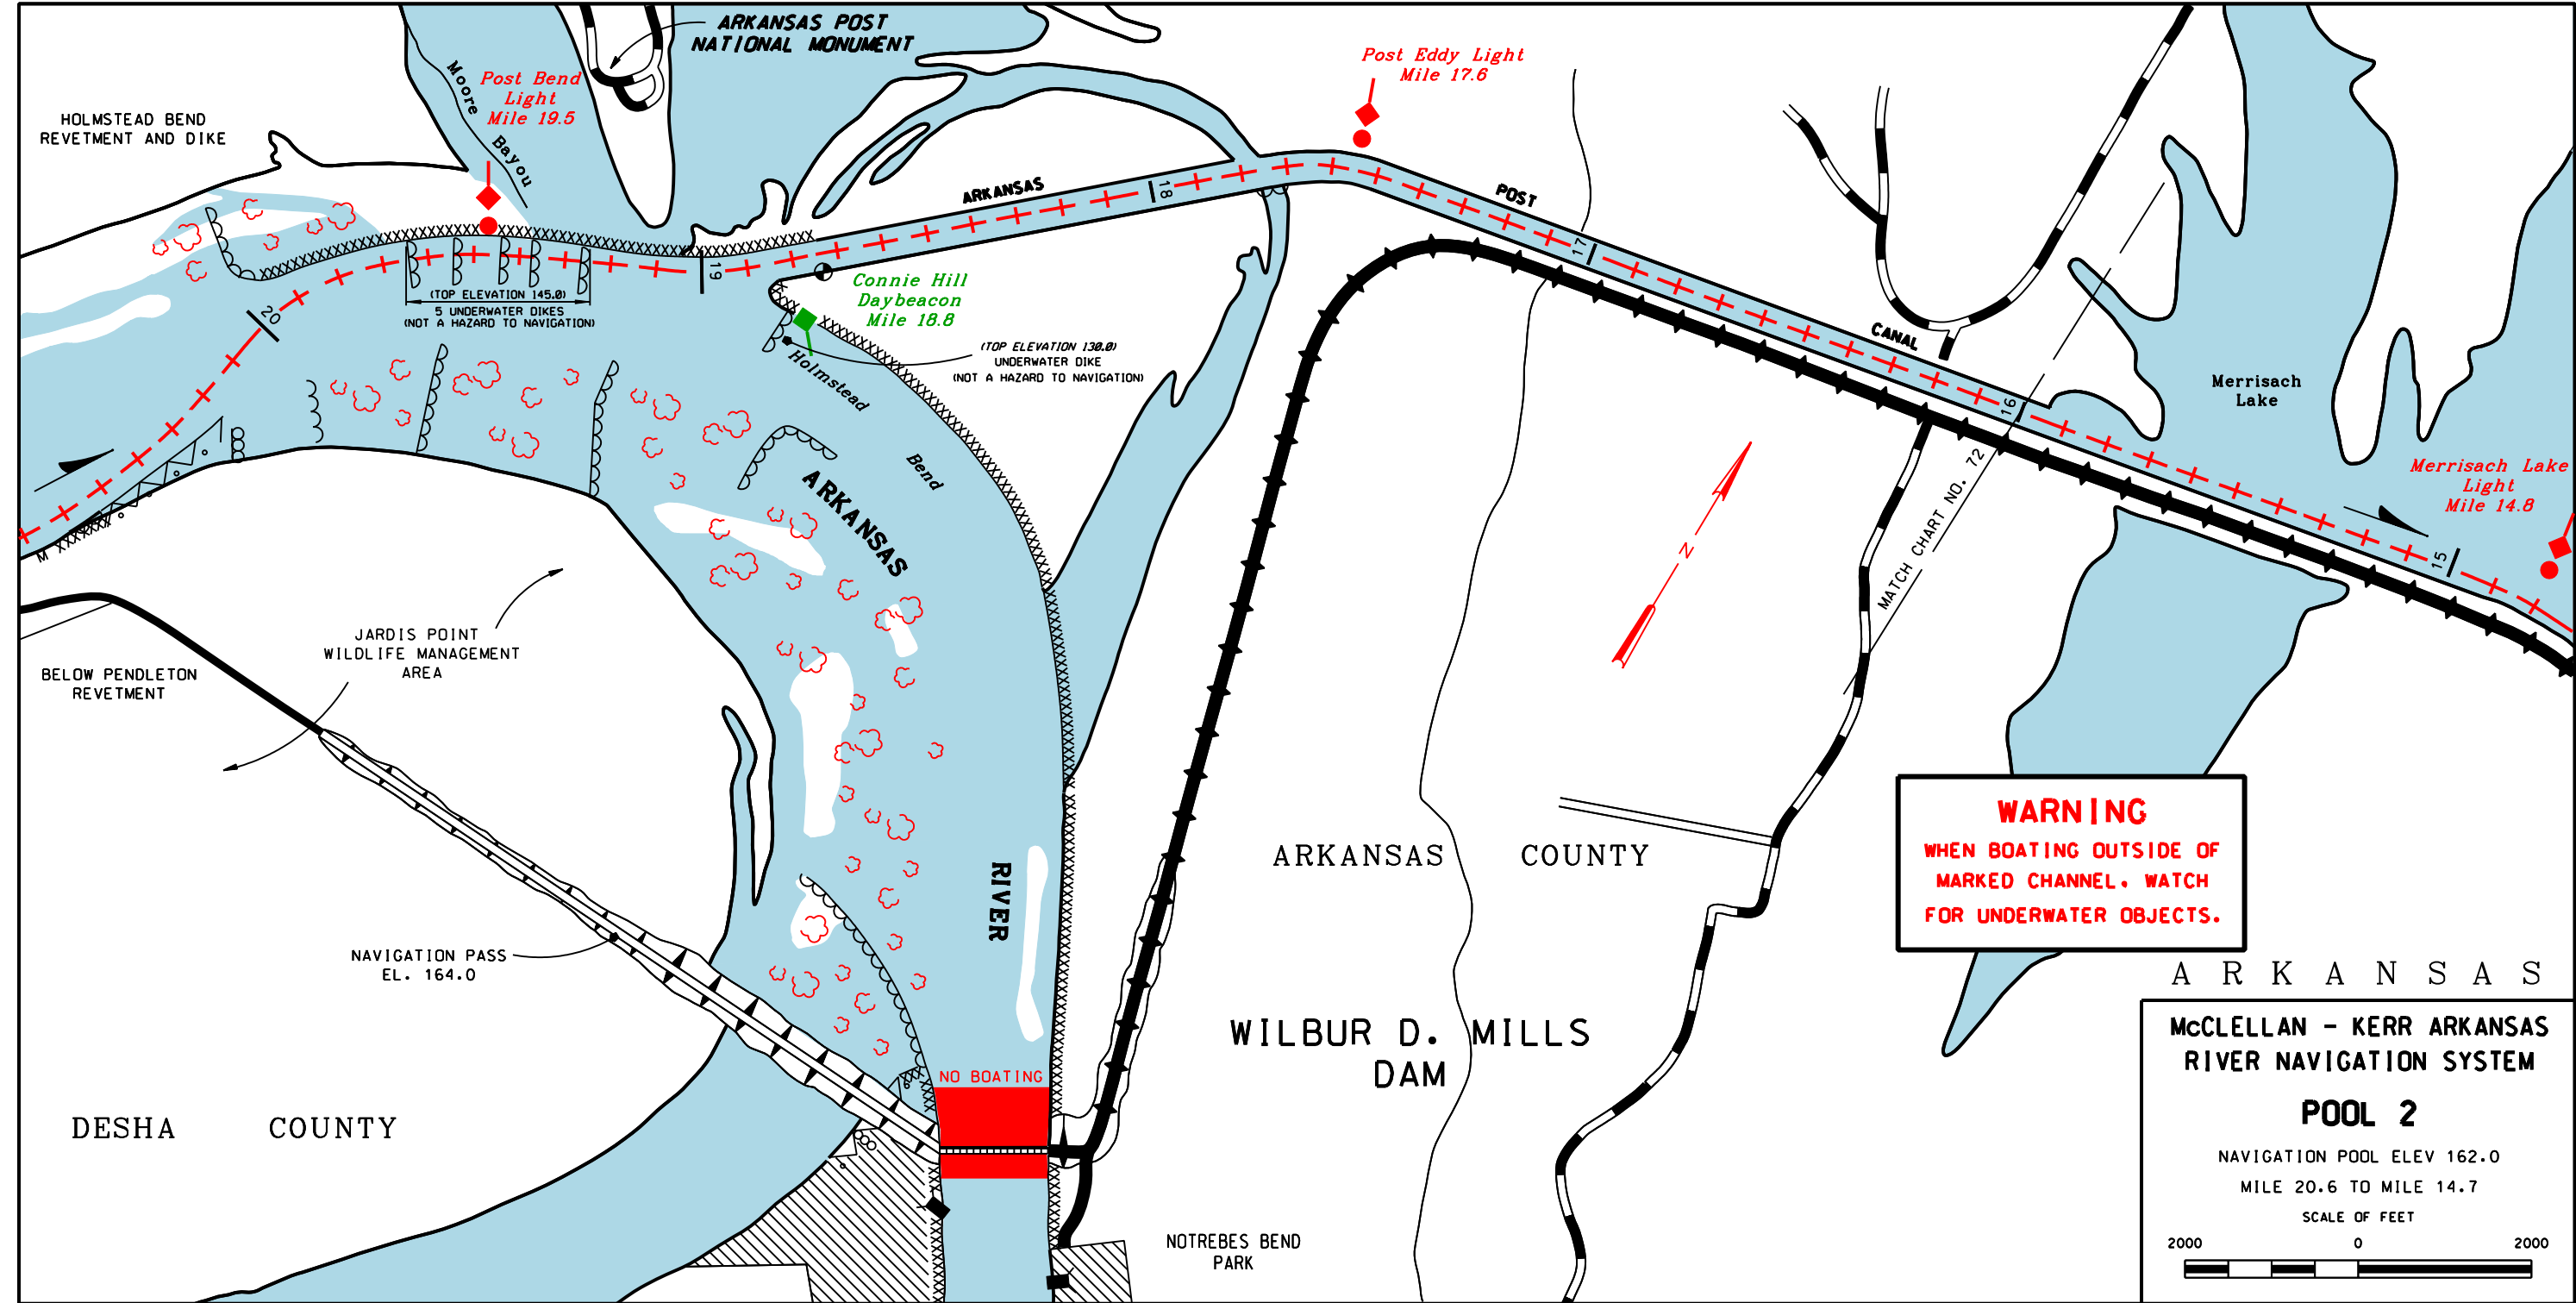 ARKANSAS POST
NATIONAL MONUMENT
Moore
Bayou
Post Bend
Light
Mile 19.5
Post Eddy Light
Mile 17.6
HOLMSTEAD BEND
REVETMENT AND DIKE
ARKANSAS
18
POST
17
CANAL
16
15
19
20
(TOP ELEVATION 145.0)
5 UNDERWATER DIKES
(NOT A HAZARD TO NAVIGATION)
Connie Hill
Daybeacon
Mile 18.8
(TOP ELEVATION 130.0)
UNDERWATER DIKE
(NOT A HAZARD TO NAVIGATION)
Holmstead
Bend
Merrisach
Lake
Merrisach Lake
Light
Mile 14.8
MATCH CHART NO. 72
N
M
ARKANSAS
RIVER
JARDIS POINT
WILDLIFE MANAGEMENT
AREA
BELOW PENDLETON
REVETMENT
NAVIGATION PASS
EL. 164.0
ARKANSAS COUNTY
WARNING
WHEN BOATING OUTSIDE OF
MARKED CHANNEL. WATCH
FOR UNDERWATER OBJECTS.
WILBUR D. MILLS
DAM
NO BOATING
DESHA COUNTY
NOTREBES BEND
PARK
ARKANSAS
McCLELLAN - KERR ARKANSAS
RIVER NAVIGATION SYSTEM
POOL 2
NAVIGATION POOL ELEV 162.0
MILE 20.6 TO MILE 14.7
SCALE OF FEET
2000 0 2000